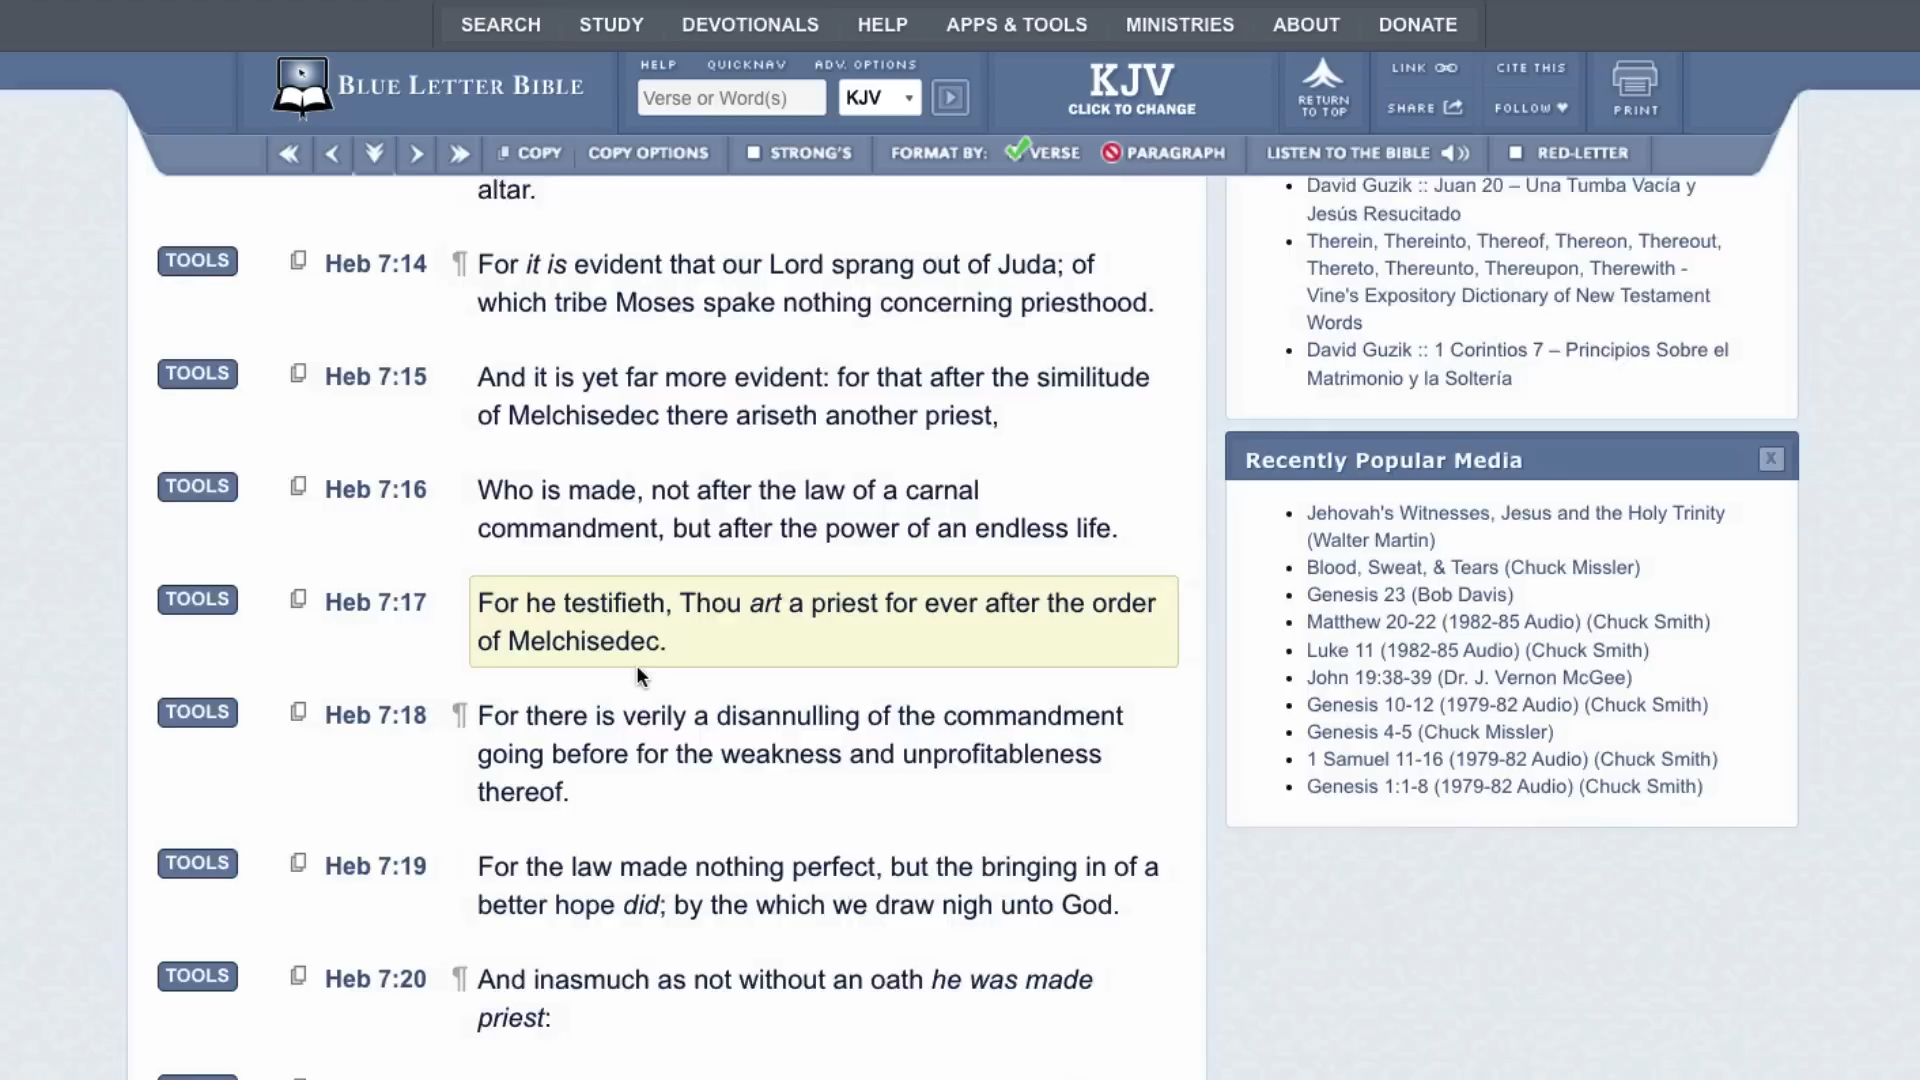 SEARCH STUDY DEVOTIONALS HELP APPS & TOOLS MINISTRIES ABOUT DONATE
BLUE LETTER BIBLE
HELP QUICKNAV ADV. OPTIONS
Verse or Word(s) KJV
KJV
CLICK TO CHANGE
RETURN
TO TOP
LINK CITE THIS
SHARE FOLLOW
PRINT
COPY COPY OPTIONS STRONG'S FORMAT BY: VERSE PARAGRAPH LISTEN TO THE BIBLE RED-LETTER
altar.
TOOLS Heb 7:14 ¶ For it is evident that our Lord sprang out of Juda; of
which tribe Moses spake nothing concerning priesthood.
TOOLS Heb 7:15 And it is yet far more evident: for that after the similitude
of Melchisedec there ariseth another priest,
TOOLS Heb 7:16 Who is made, not after the law of a carnal
commandment, but after the power of an endless life.
TOOLS Heb 7:17 For he testifieth, Thou art a priest for ever after the order
of Melchisedec.
TOOLS Heb 7:18 ¶ For there is verily a disannulling of the commandment
going before for the weakness and unprofitableness
thereof.
TOOLS Heb 7:19 For the law made nothing perfect, but the bringing in of a
better hope did; by the which we draw nigh unto God.
TOOLS Heb 7:20 ¶ And inasmuch as not without an oath he was made
priest:
David Guzik :: Juan 20 – Una Tumba Vacía y
Jesús Resucitado
Therein, Thereinto, Thereof, Thereon, Thereout,
Thereto, Thereunto, Thereupon, Therewith -
Vine's Expository Dictionary of New Testament
Words
David Guzik :: 1 Corintios 7 – Principios Sobre el
Matrimonio y la Soltería
Recently Popular Media X
Jehovah's Witnesses, Jesus and the Holy Trinity
(Walter Martin)
Blood, Sweat, & Tears (Chuck Missler)
Genesis 23 (Bob Davis)
Matthew 20-22 (1982-85 Audio) (Chuck Smith)
Luke 11 (1982-85 Audio) (Chuck Smith)
John 19:38-39 (Dr. J. Vernon McGee)
Genesis 10-12 (1979-82 Audio) (Chuck Smith)
Genesis 4-5 (Chuck Missler)
1 Samuel 11-16 (1979-82 Audio) (Chuck Smith)
Genesis 1:1-8 (1979-82 Audio) (Chuck Smith)